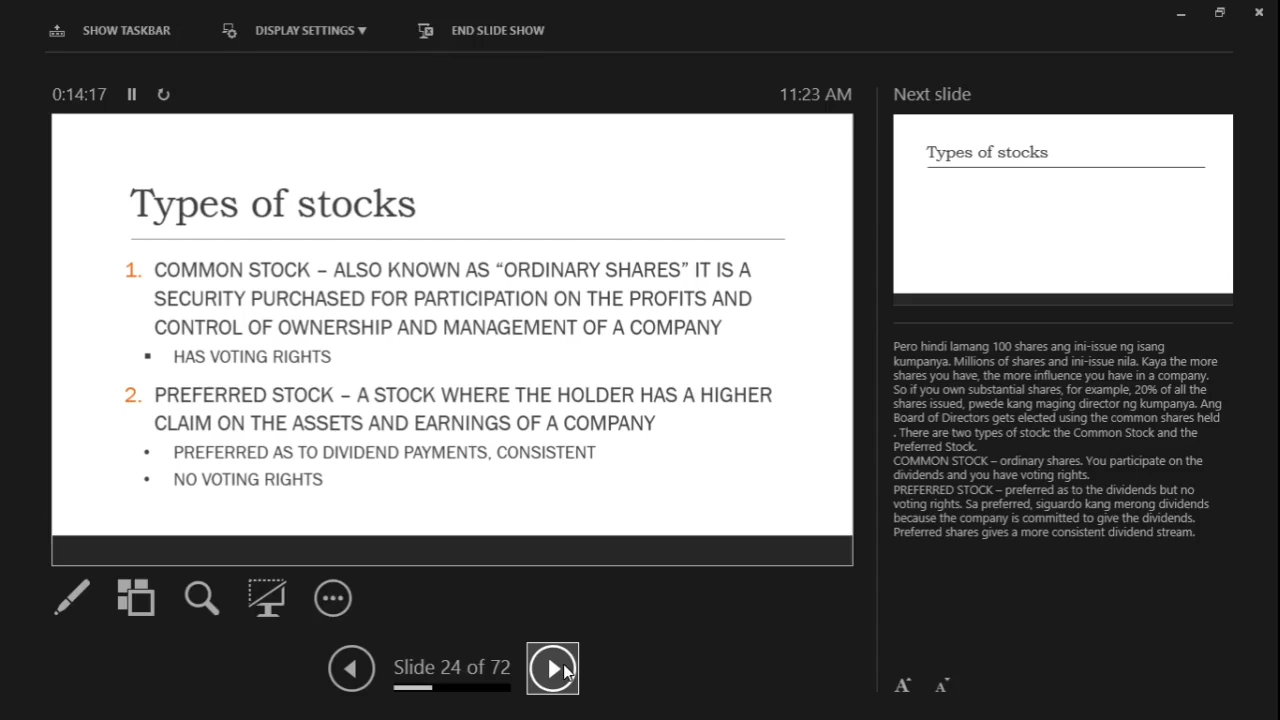 SHOW TASKBAR
DISPLAY SETTINGS ▼
END SLIDE SHOW
0:14:17
11:23 AM
Types of stocks
1. COMMON STOCK – ALSO KNOWN AS “ORDINARY SHARES” IT IS A
SECURITY PURCHASED FOR PARTICIPATION ON THE PROFITS AND
CONTROL OF OWNERSHIP AND MANAGEMENT OF A COMPANY
▪ HAS VOTING RIGHTS
2. PREFERRED STOCK – A STOCK WHERE THE HOLDER HAS A HIGHER
CLAIM ON THE ASSETS AND EARNINGS OF A COMPANY
• PREFERRED AS TO DIVIDEND PAYMENTS, CONSISTENT
• NO VOTING RIGHTS
Slide 24 of 72
Next slide
Types of stocks
Pero hindi lamang 100 shares ang ini-issue ng isang
kumpanya. Millions of shares and ini-issue nila. Kaya the more
shares you have, the more influence you have in a company.
So if you own substantial shares, for example, 20% of all the
shares issued, pwede kang maging director ng kumpanya. Ang
Board of Directors gets elected using the common shares held
. There are two types of stock: the Common Stock and the
Preferred Stock.
COMMON STOCK – ordinary shares. You participate on the
dividends and you have voting rights.
PREFERRED STOCK – preferred as to the dividends but no
voting rights. Sa preferred, siguardo kang merong dividends
because the company is committed to give the dividends.
Preferred shares gives a more consistent dividend stream.
A A